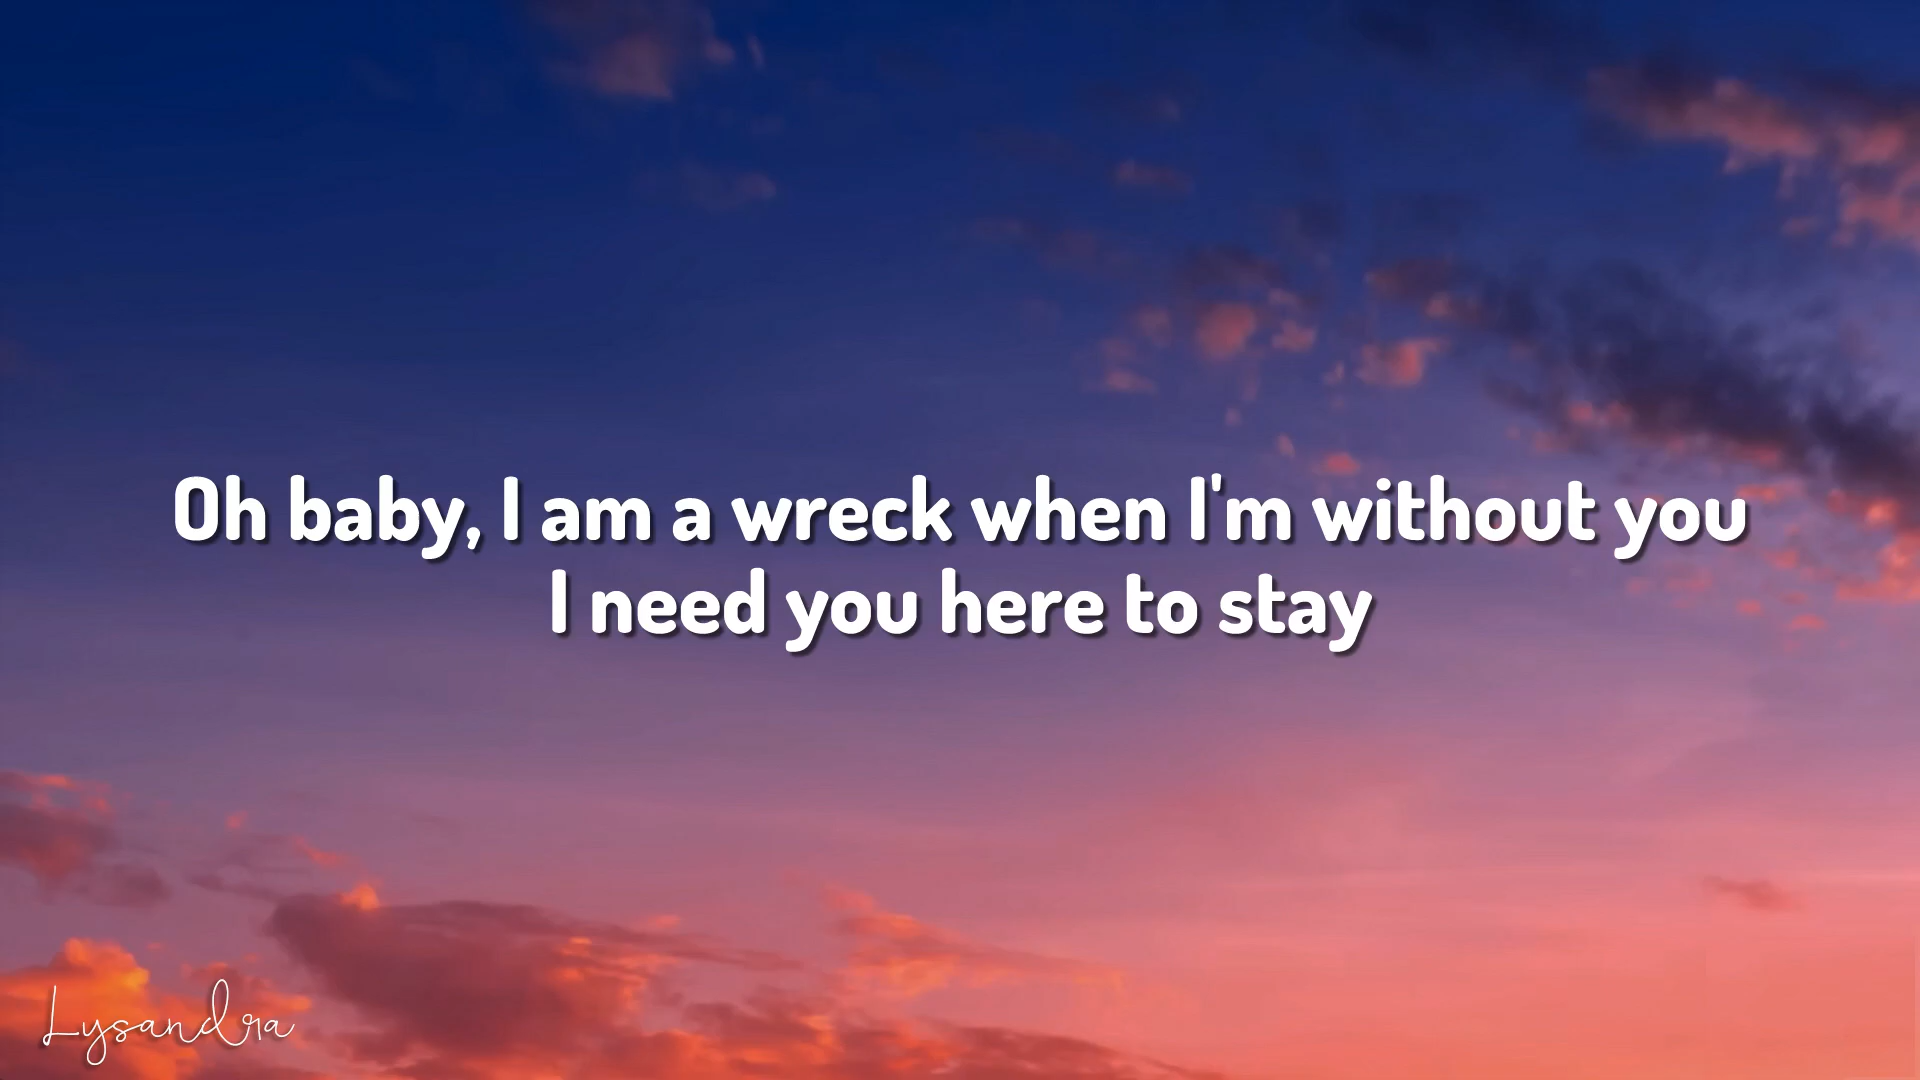 Oh baby, I am a wreck when I'm without you
I need you here to stay
Lysandra